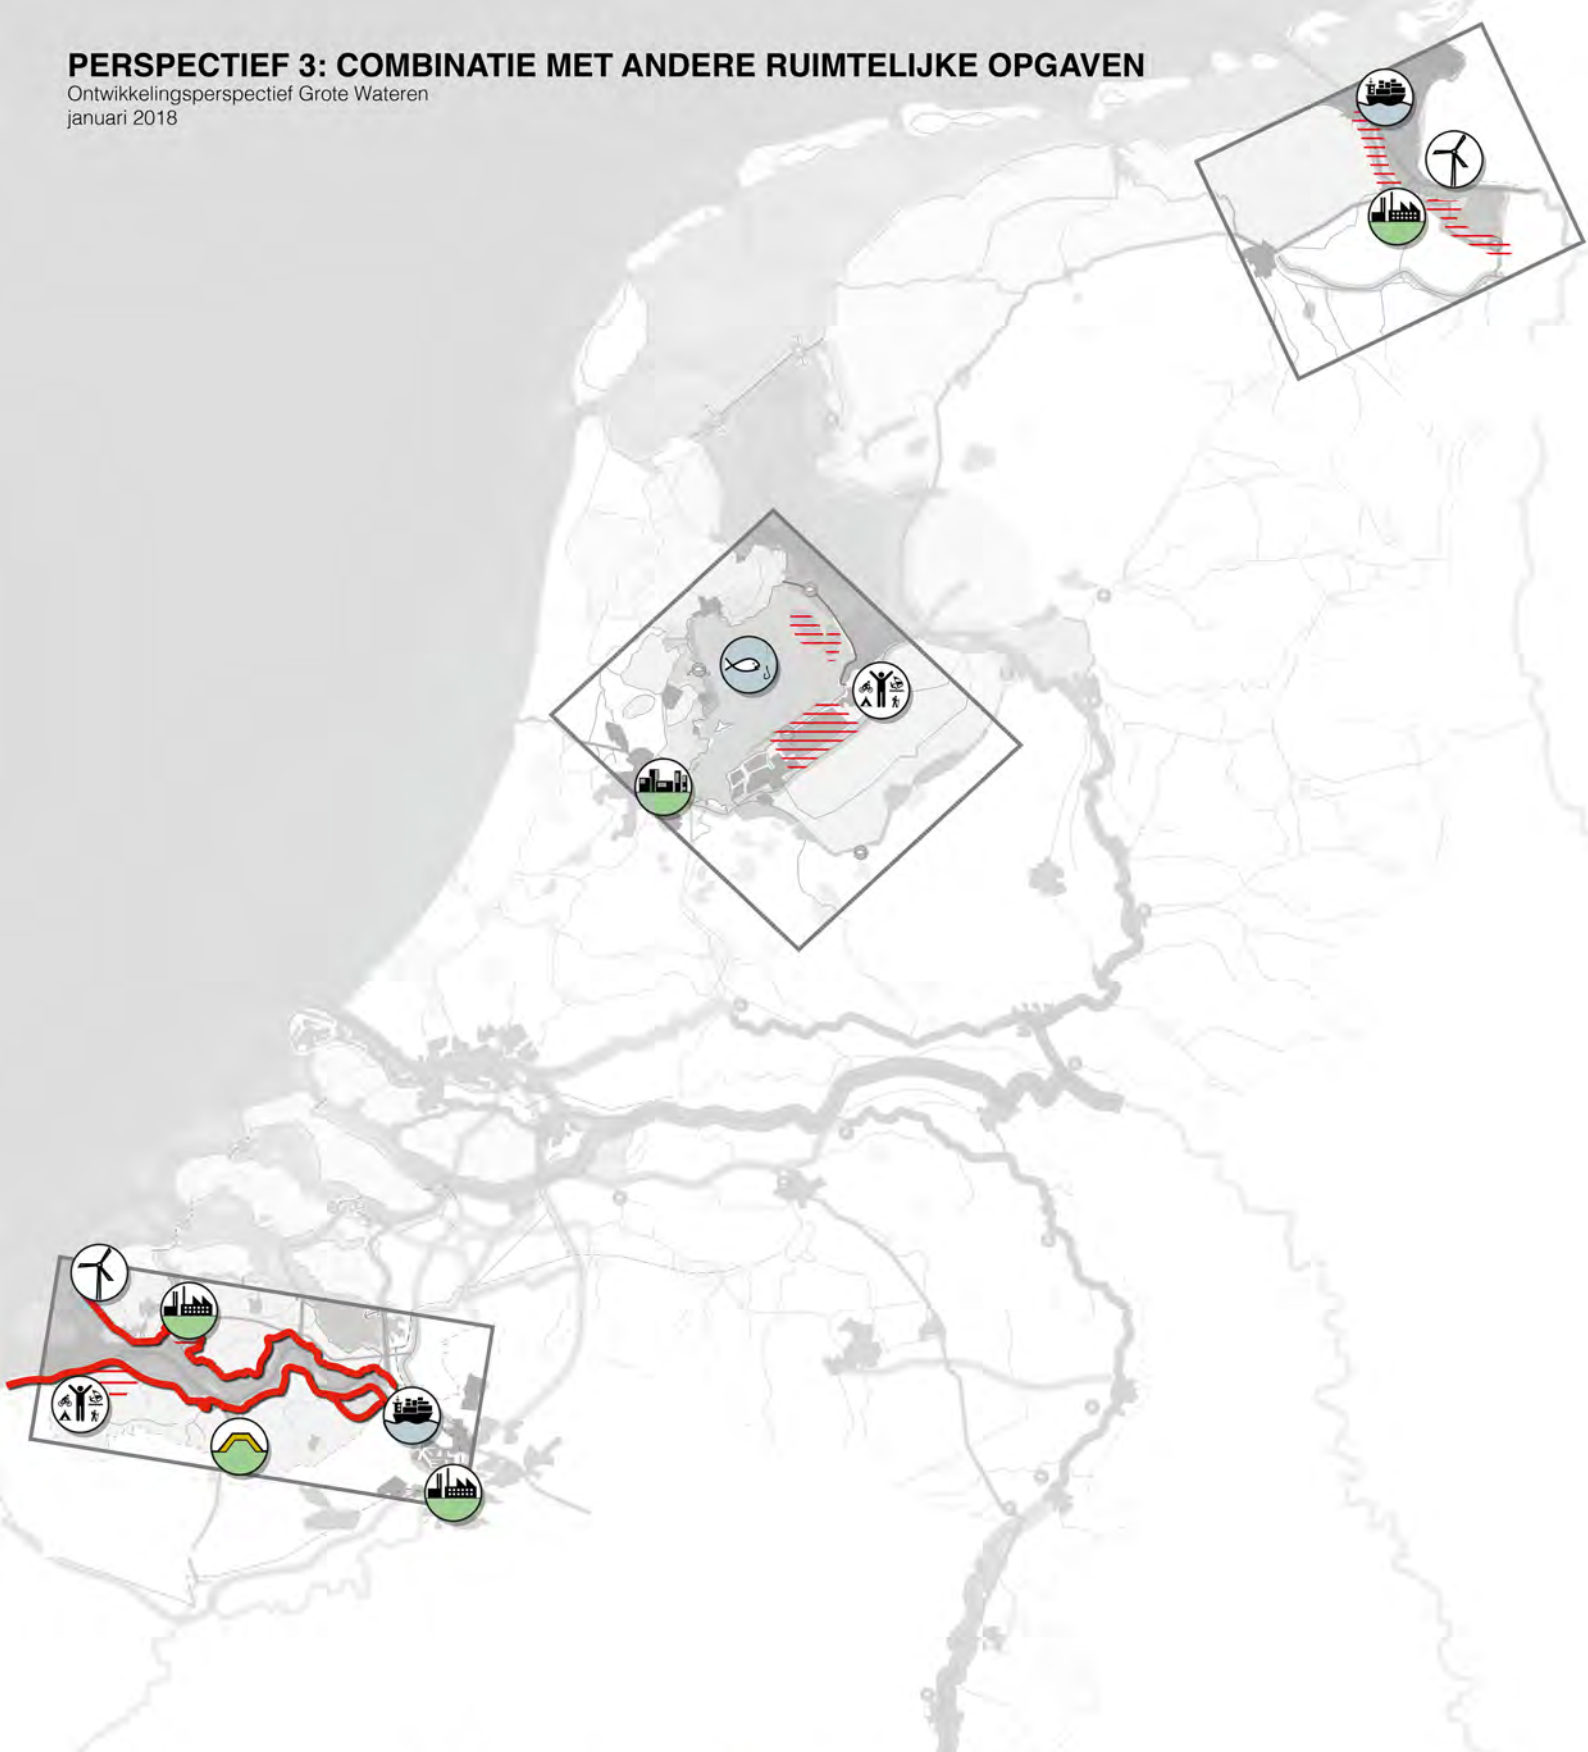 PERSPECTIEF 3: COMBINATIE MET ANDERE RUIMTELIJKE OPGAVEN
Ontwikkelingsperspectief Grote Wateren
januari 2018